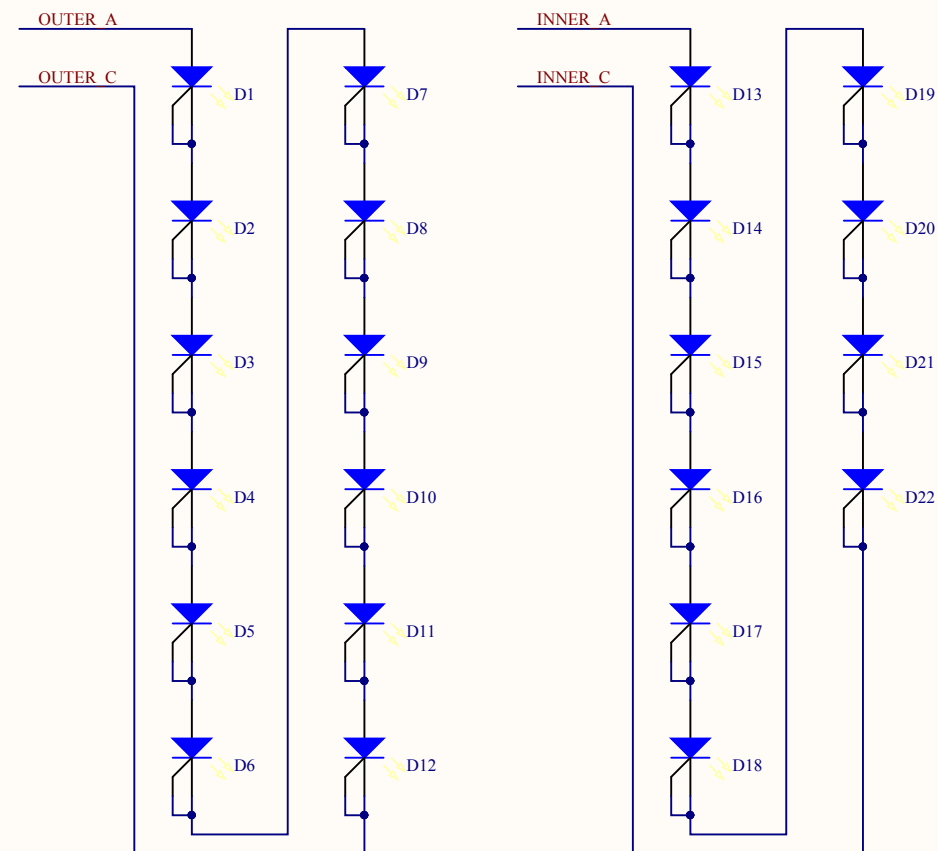 OUTER_A
INNER_A
OUTER_C
INNER_C
D1
D7
D13
D19
D2
D8
D14
D20
D3
D9
D15
D21
D4
D10
D16
D22
D5
D11
D17
D6
D12
D18